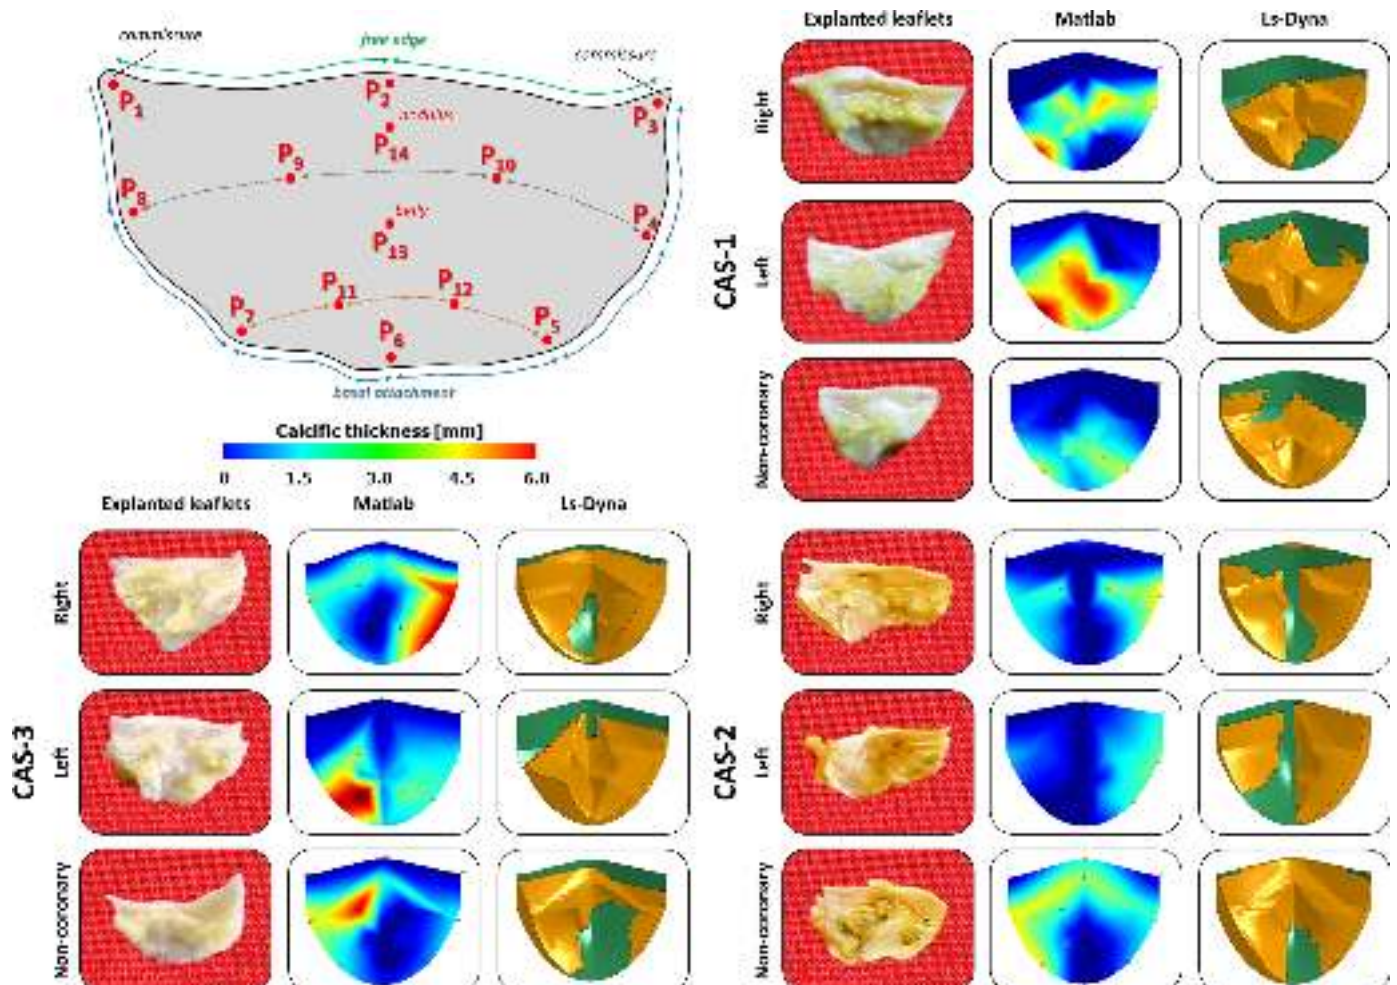 commisure
free edge
commissure
P1
P2
P3
nodulus
P14
P9
P10
P8
P4
belly
P13
P11
P12
P7
P5
P6
basal attachment
Calcific thickness [mm]
0 1.5 3.0 4.5 6.0
Explanted leaflets Matlab Ls-Dyna
CAS-1
Right
Left
Non-coronary
Explanted leaflets Matlab Ls-Dyna
CAS-3
Right
Left
Non-coronary
CAS-2
Right
Left
Non-coronary